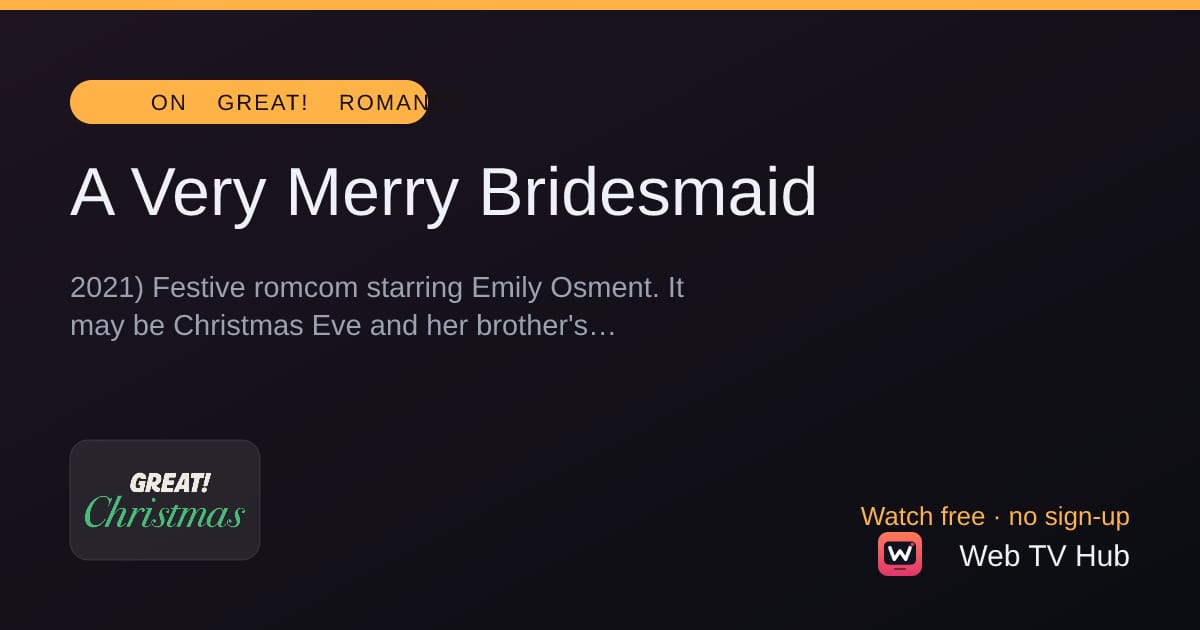 ON GREAT! ROMAN
A Very Merry Bridesmaid
2021) Festive romcom starring Emily Osment. It
may be Christmas Eve and her brother's…
GREAT!
Christmas
Watch free · no sign-up
W
Web TV Hub